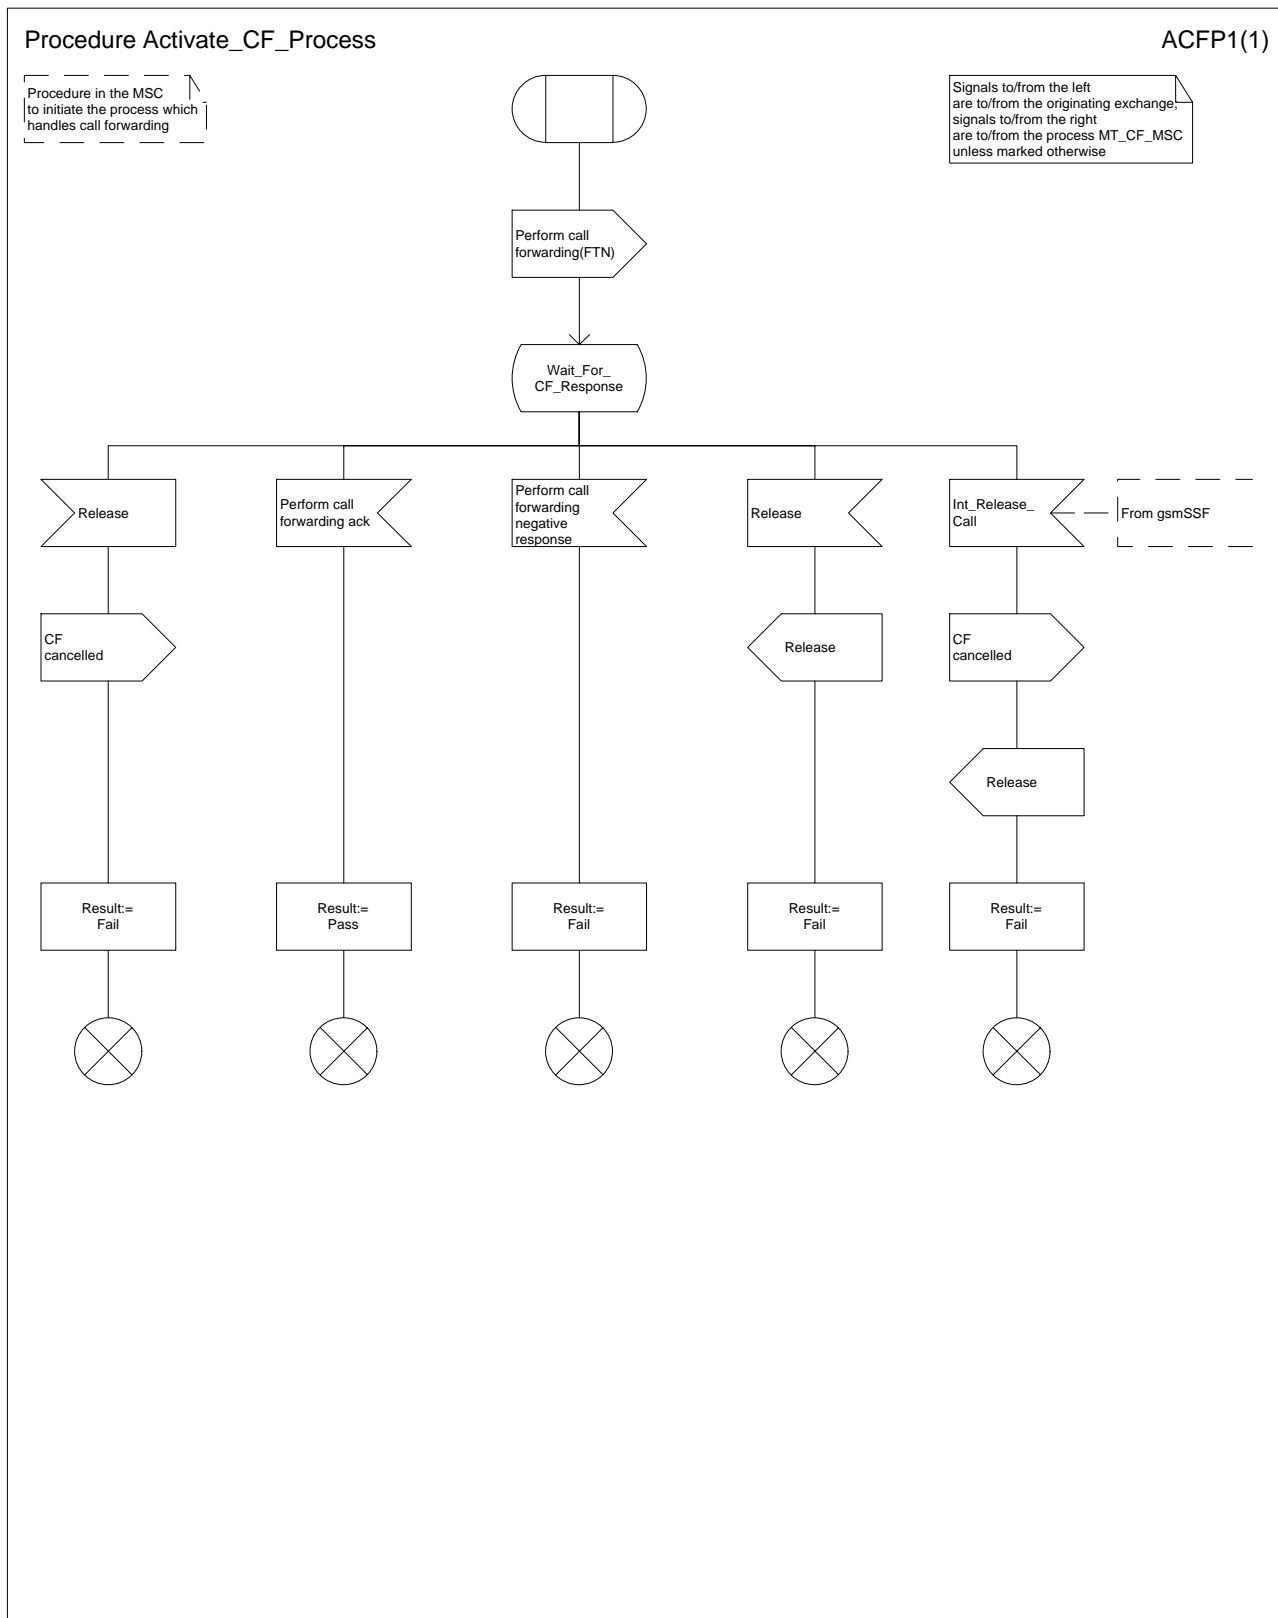 Procedure Activate_CF_Process
ACFP1(1)
Procedure in the MSC
to initiate the process which
handles call forwarding
Signals to/from the left
are to/from the originating exchange;
signals to/from the right
are to/from the process MT_CF_MSC
unless marked otherwise
Perform call
forwarding(FTN)
Wait_For_
CF_Response
Release
Perform call
forwarding ack
Perform call
forwarding
negative
response
Release
Int_Release_
Call
From gsmSSF
CF
cancelled
Release
CF
cancelled
Release
Result:=
Fail
Result:=
Pass
Result:=
Fail
Result:=
Fail
Result:=
Fail